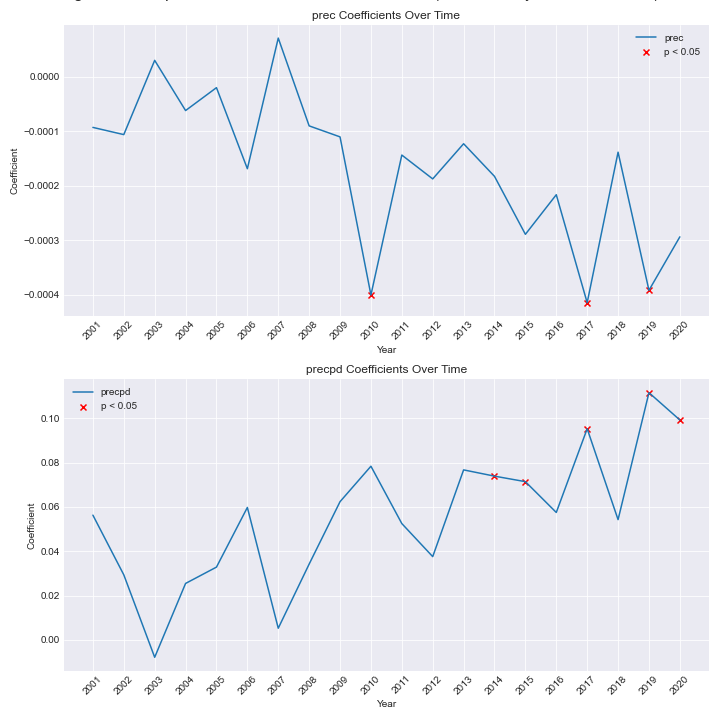 prec Coefficients Over Time
prec
p < 0.05
0.0000
−0.0001
−0.0002
−0.0003
−0.0004
Coefficient
2001 2002 2003 2004 2005 2006 2007 2008 2009 2010 2011 2012 2013 2014 2015 2016 2017 2018 2019 2020
Year
precpd Coefficients Over Time
precpd
p < 0.05
0.10
0.08
0.06
0.04
0.02
0.00
Coefficient
2001 2002 2003 2004 2005 2006 2007 2008 2009 2010 2011 2012 2013 2014 2015 2016 2017 2018 2019 2020
Year